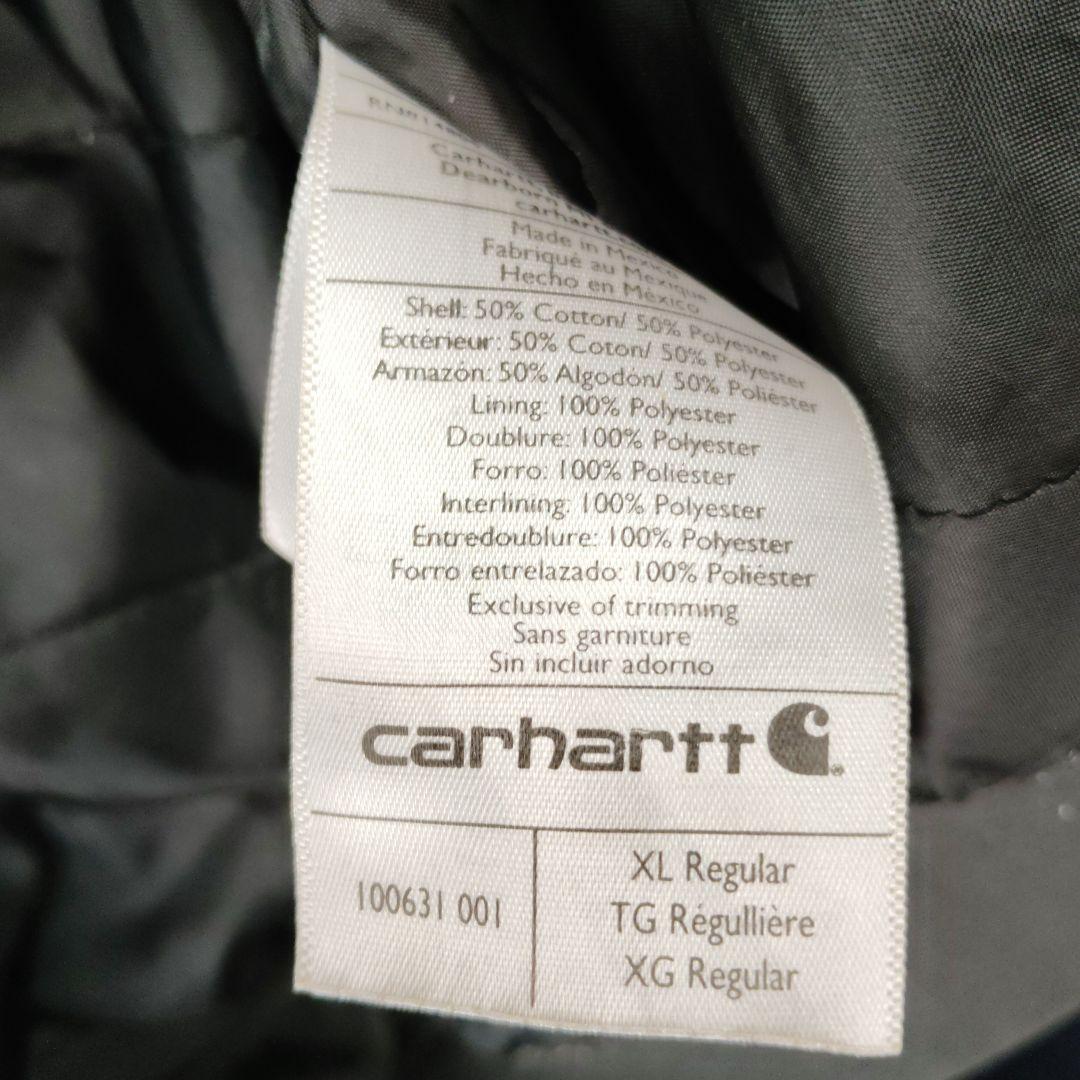 Dearborn
carhartt
Made in Mexico
Fabriqué au Mexique
Hecho en México
Shell: 50% Cotton/ 50% Polyester
Extérieur: 50% Coton/ 50% Polyester
Armazón: 50% Algodón/ 50% Poliéster
Lining: 100% Polyester
Doublure: 100% Polyester
Forro: 100% Poliéster
Interlining: 100% Polyester
Entredoublure: 100% Polyester
Forro entrelazado: 100% Poliéster
Exclusive of trimming
Sans garniture
Sin incluir adorno
carhartt
100631 001
XL Regular
TG Régullière
XG Regular